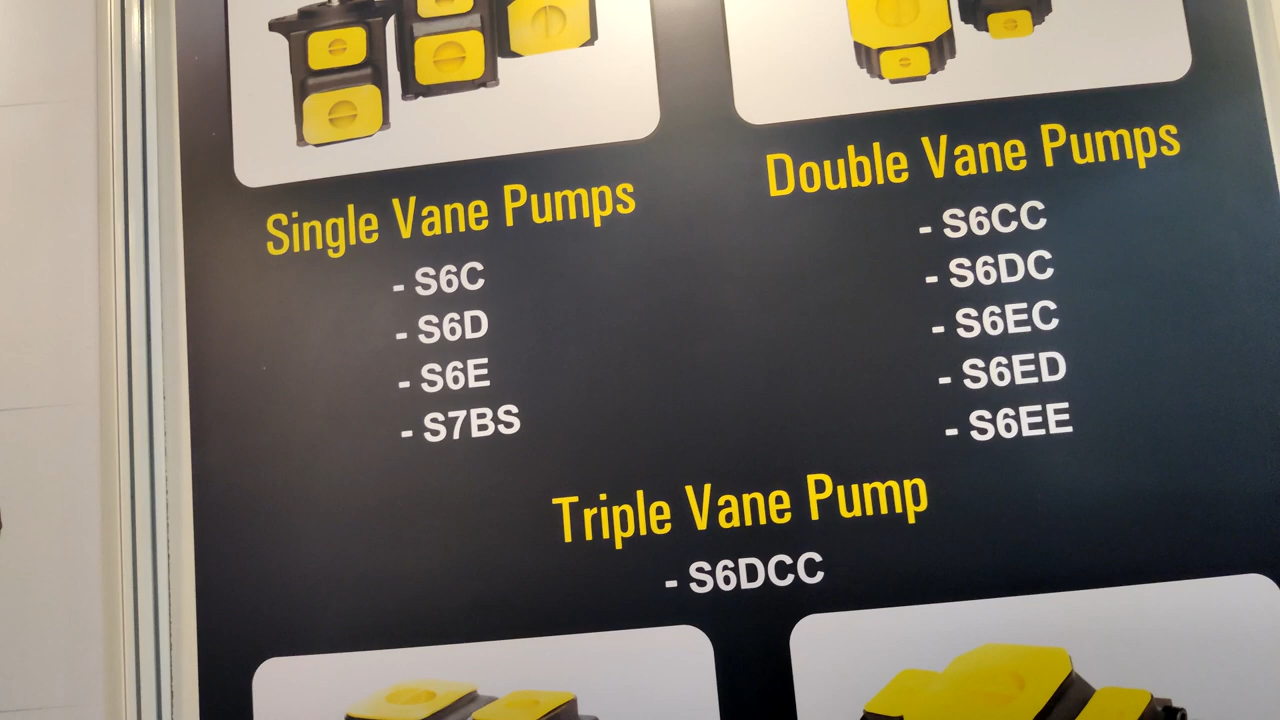 Single Vane Pumps
- S6C
- S6D
- S6E
- S7BS
Double Vane Pumps
- S6CC
- S6DC
- S6EC
- S6ED
- S6EE
Triple Vane Pump
- S6DCC